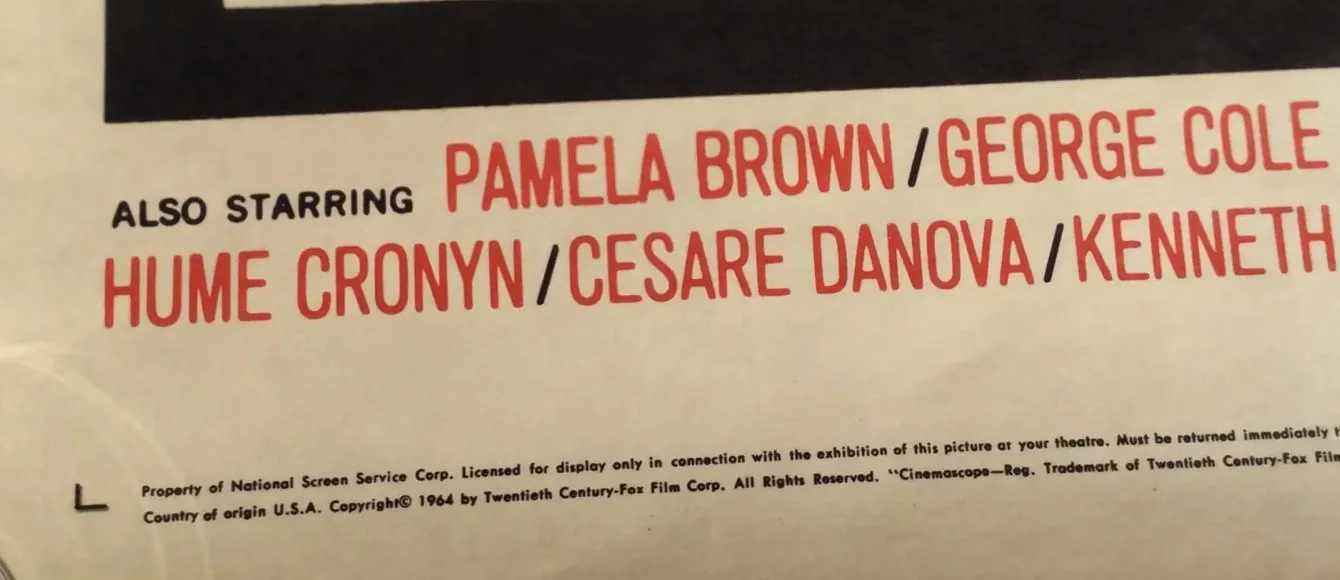 ALSO STARRING PAMELA BROWN / GEORGE COLE
HUME CRONYN / CESARE DANOVA / KENNETH
Property of National Screen Service Corp. Licensed for display only in connection with the exhibition of this picture at your theatre. Must be returned immediately
Country of origin U.S.A. Copyright© 1964 by Twentieth Century-Fox Film Corp. All Rights Reserved. "Cinemascope—Reg. Trademark of Twentieth Century-Fox Film